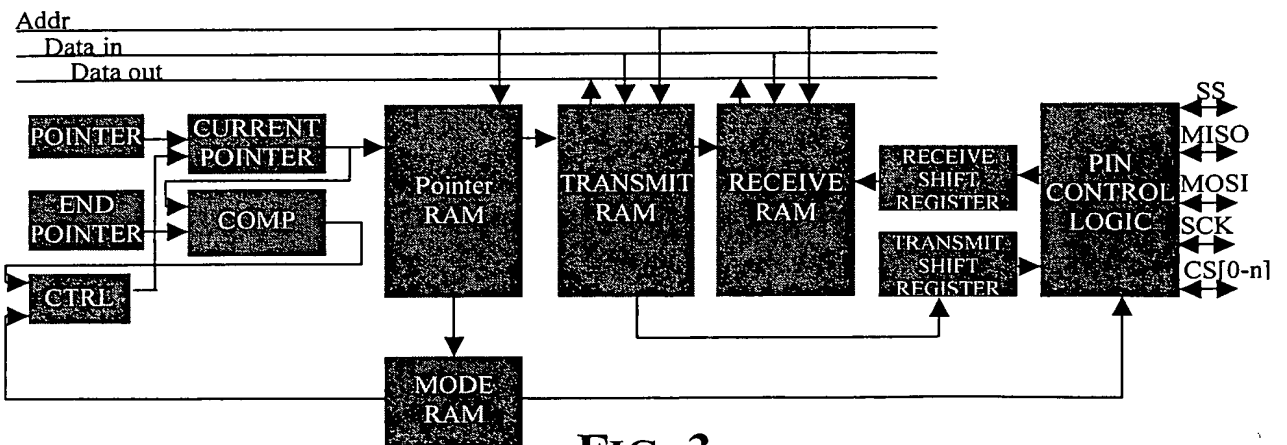 Addr
Data in
Data out
POINTER
CURRENT
POINTER
END
POINTER
COMP
CTRL
Pointer
RAM
TRANSMIT
RAM
RECEIVE
RAM
RECEIVE
SHIFT
REGISTER
TRANSMIT
SHIFT
REGISTER
PIN
CONTROL
LOGIC
SS
MISO
MOSI
SCK
CS[0-n]
MODE
RAM
FIG. 3